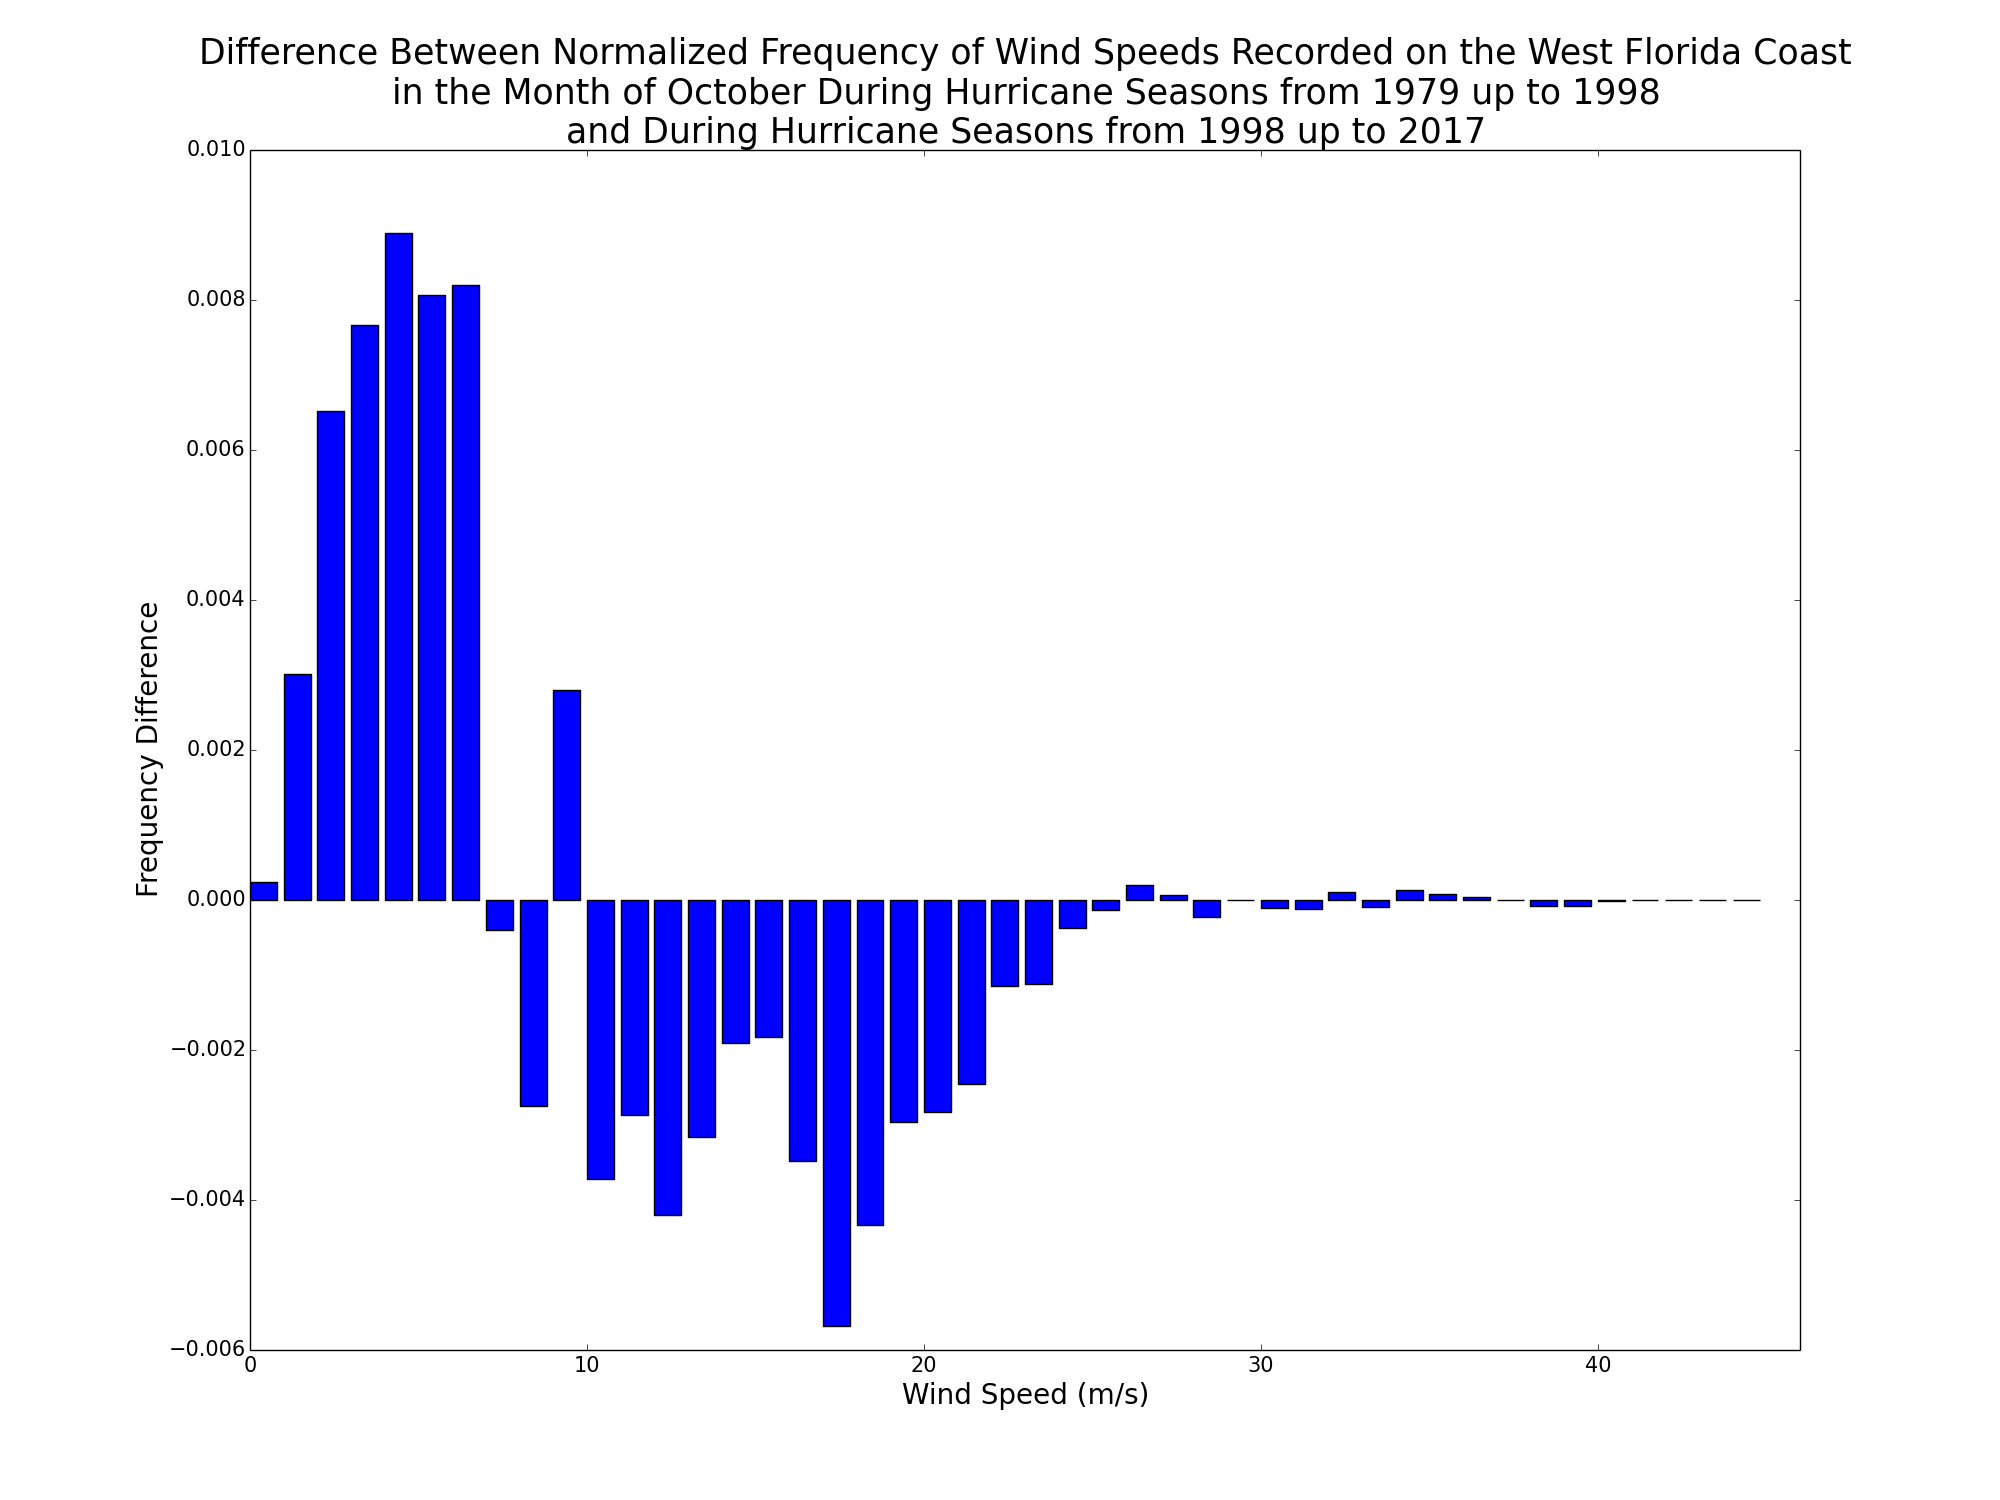 Difference Between Normalized Frequency of Wind Speeds Recorded on the West Florida Coast
in the Month of October During Hurricane Seasons from 1979 up to 1998
and During Hurricane Seasons from 1998 up to 2017
0.010
0.008
0.006
0.004
0.002
0.000
−0.002
−0.004
−0.006
Frequency Difference
0 10 20 30 40
Wind Speed (m/s)